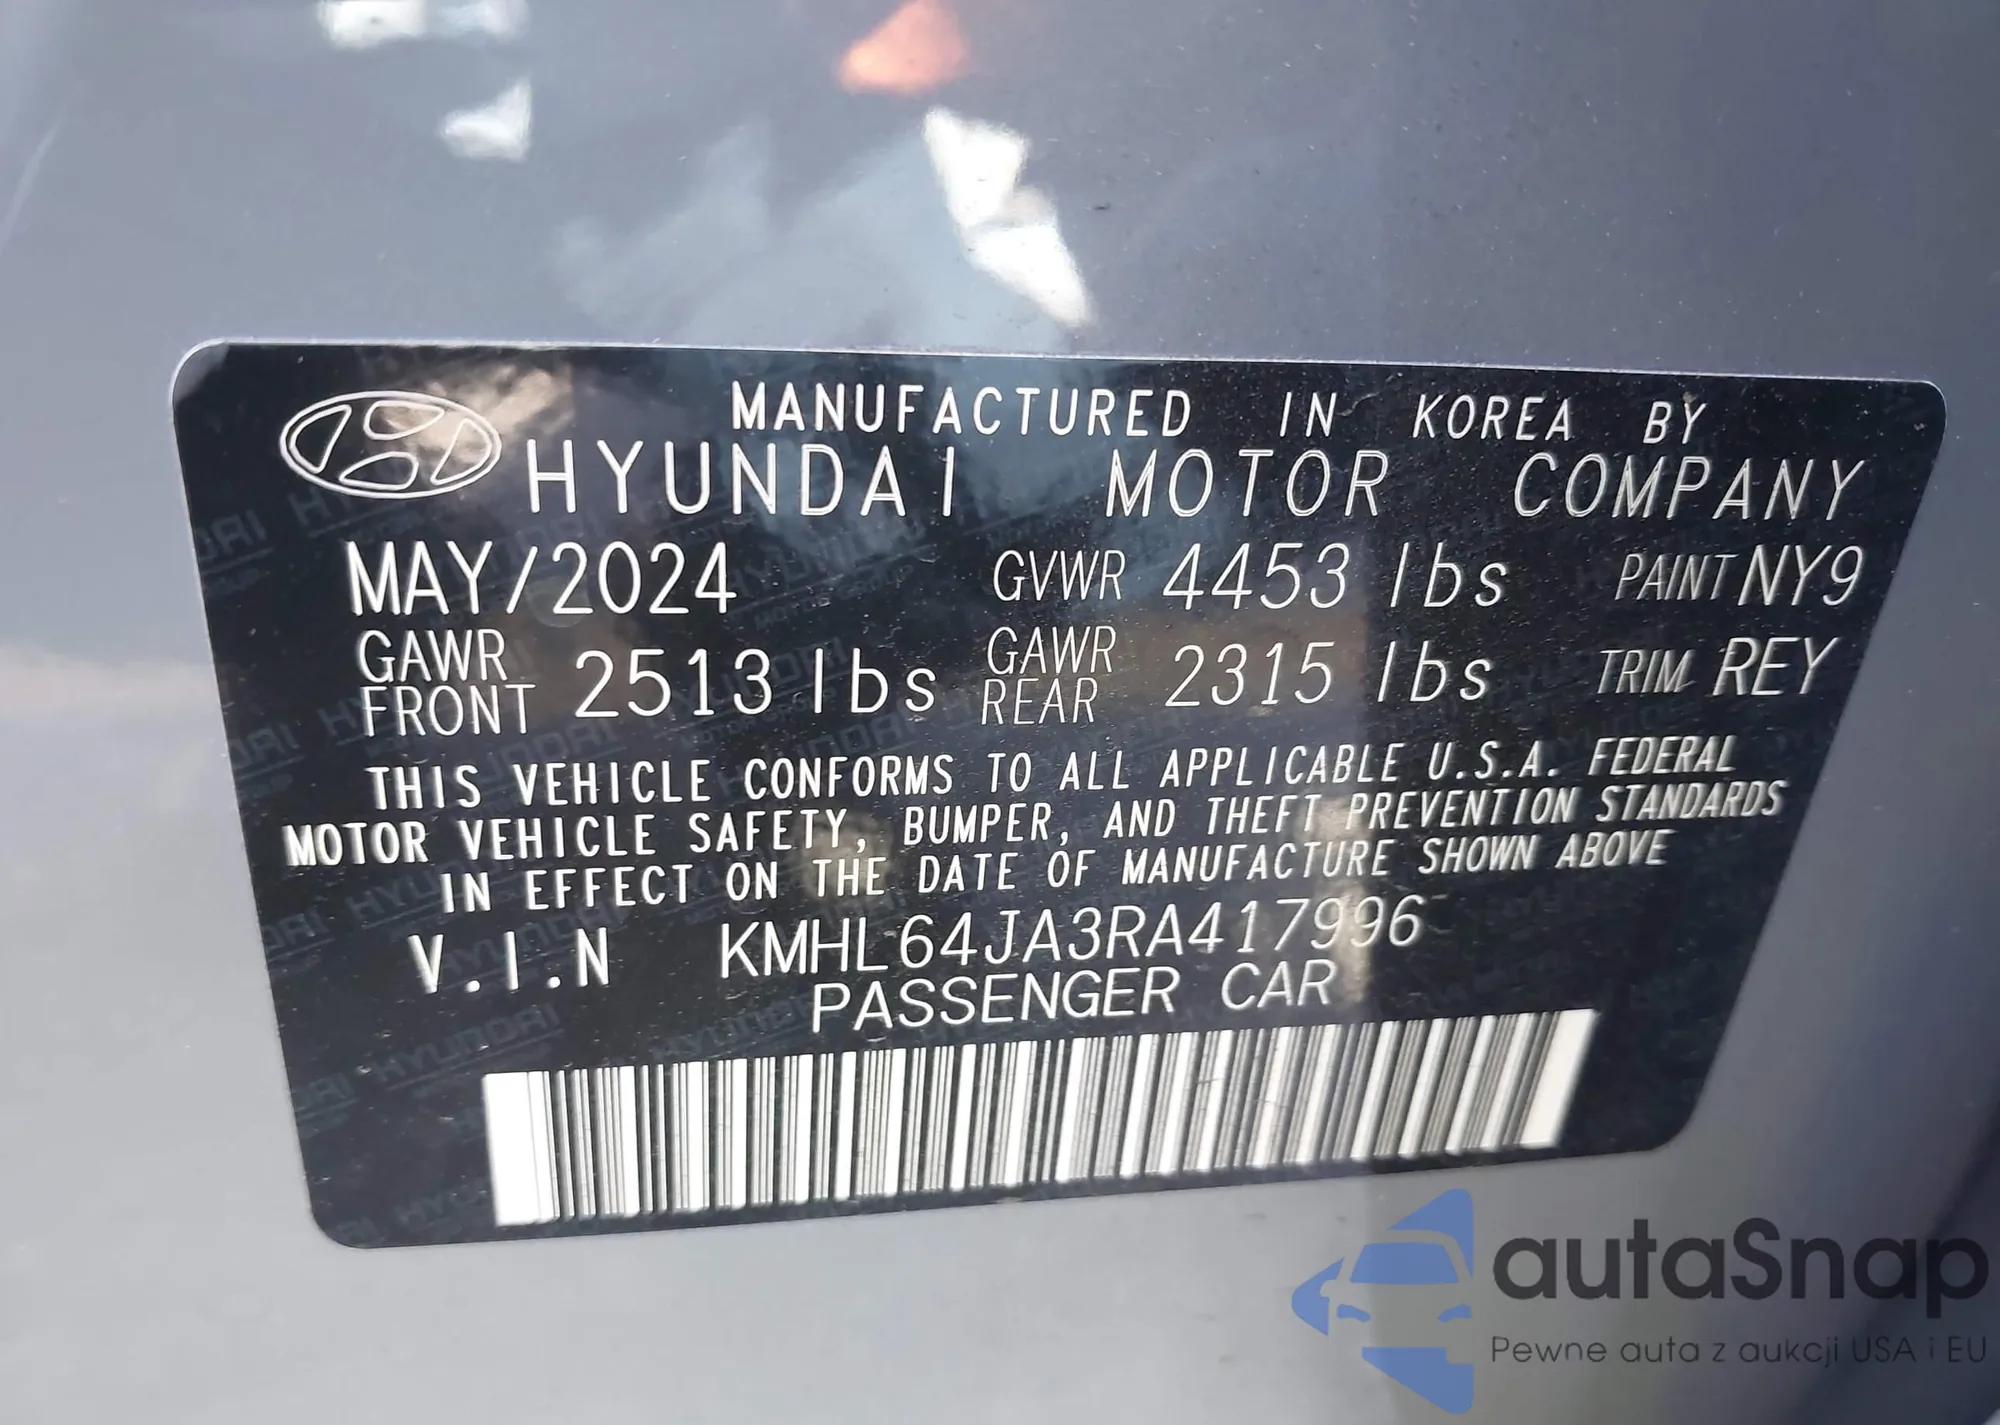 MANUFACTURED IN KOREA BY
HYUNDAI MOTOR COMPANY
MAY/2024 GVWR 4453 lbs PAINT NY9
GAWR FRONT 2513 lbs GAWR REAR 2315 lbs TRIM REY
THIS VEHICLE CONFORMS TO ALL APPLICABLE U.S.A. FEDERAL
MOTOR VEHICLE SAFETY, BUMPER, AND THEFT PREVENTION STANDARDS
IN EFFECT ON THE DATE OF MANUFACTURE SHOWN ABOVE
V.I.N KMHL64JA3RA417996
PASSENGER CAR
autaSnap
Pewne auta z aukcji USA i EU